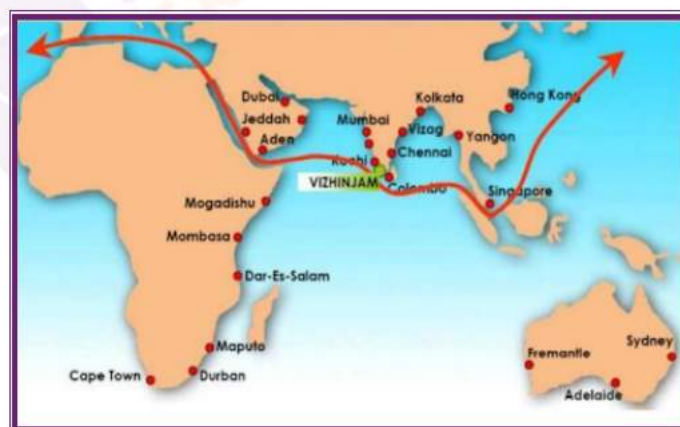 Dubai
Kolkata
Hong Kong
Jeddah
Mumbai
Vizag
Yangon
Aden
Chennai
Kochi
VIZHINJAM
Colombo
Singapore
Mogadishu
Mombasa
Dar-Es-Salam
Maputo
Cape Town
Durban
Fremantle
Sydney
Adelaide